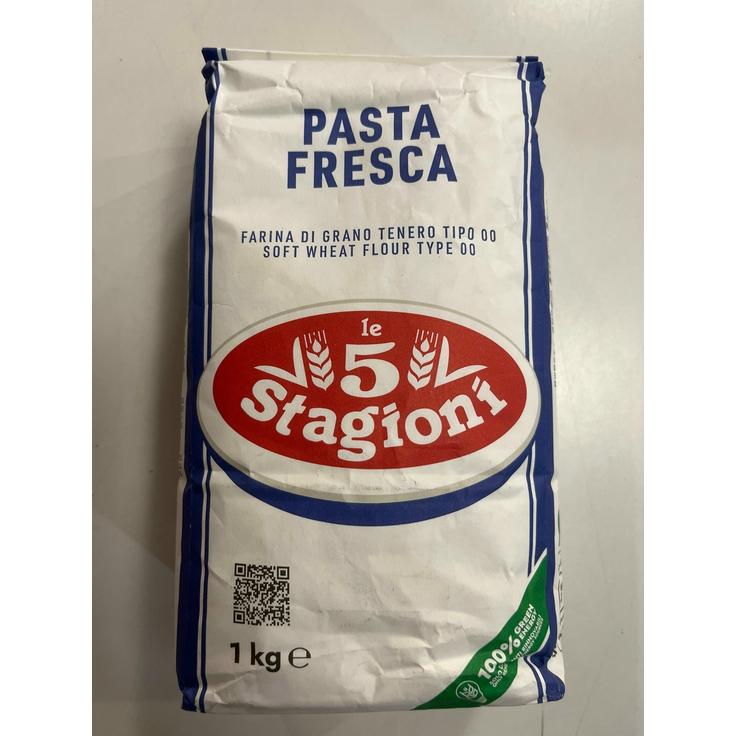 PASTA
FRESCA
FARINA DI GRANO TENERO TIPO 00
SOFT WHEAT FLOUR TYPE 00
le
5
Stagioni
1 kg ℮
100%
GREEN
ENERGY